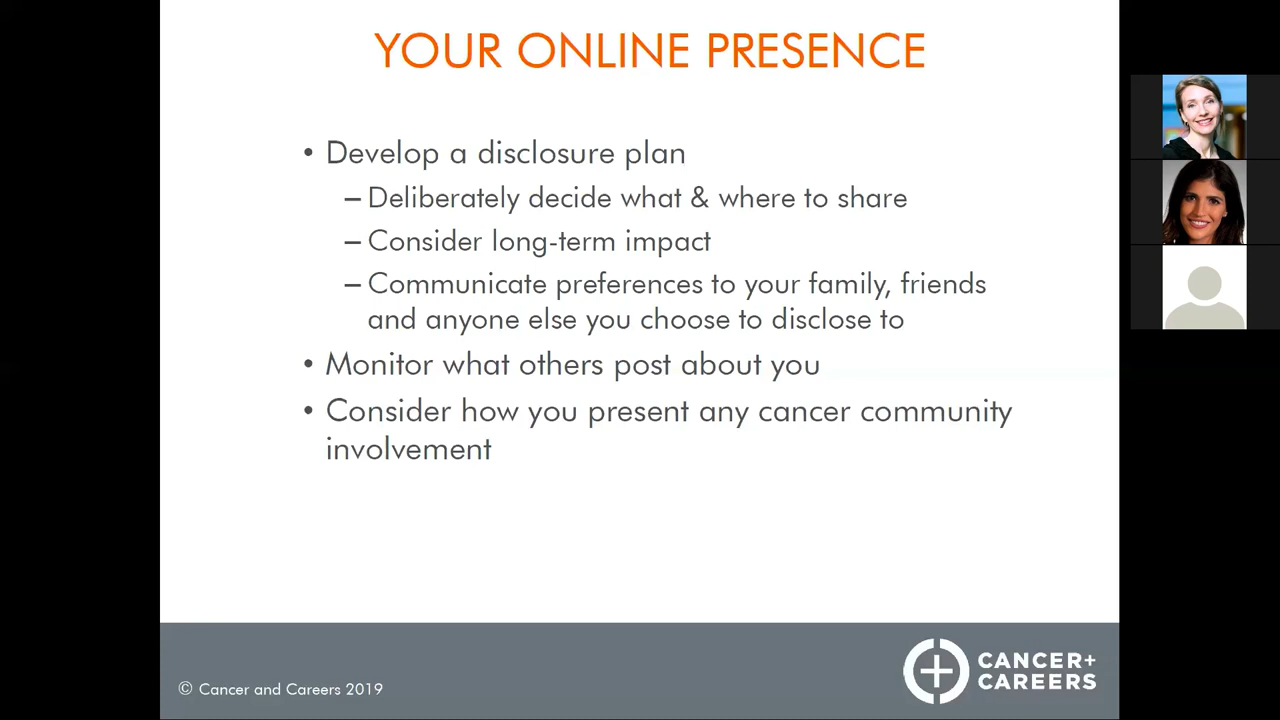 YOUR ONLINE PRESENCE
• Develop a disclosure plan
– Deliberately decide what & where to share
– Consider long-term impact
– Communicate preferences to your family, friends
and anyone else you choose to disclose to
• Monitor what others post about you
• Consider how you present any cancer community
involvement
© Cancer and Careers 2019
CANCER+
CAREERS